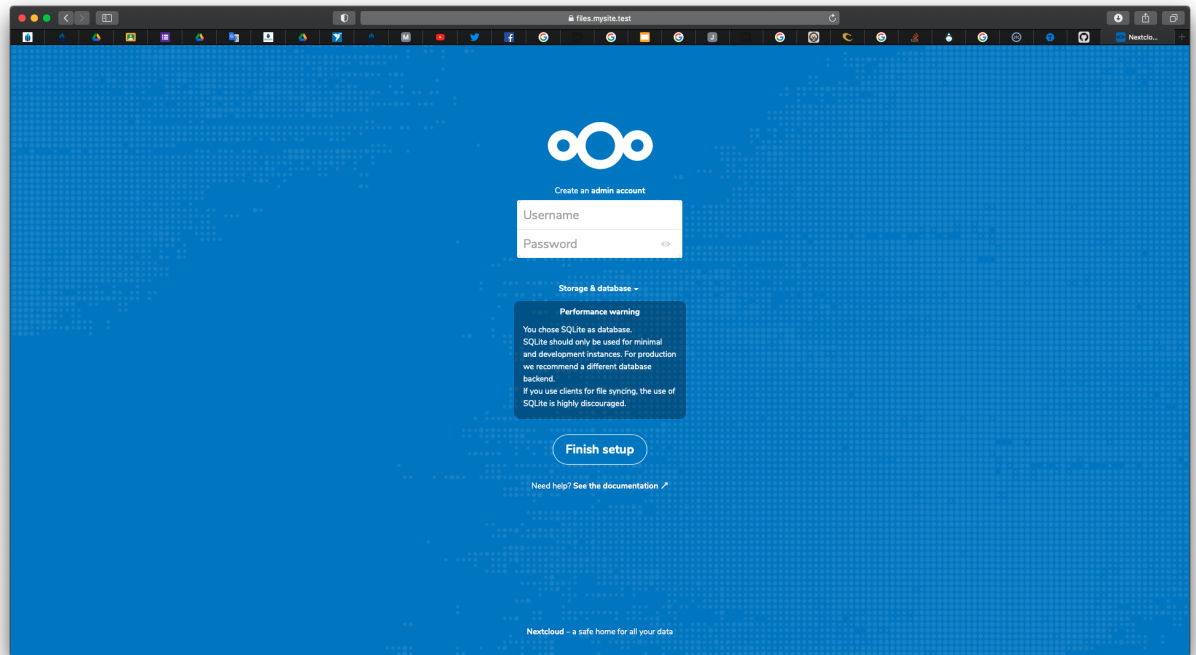 files.mysite.test
Nextclo...
Create an admin account
Username
Password
Storage & database
Performance warning
You chose SQLite as database.
SQLite should only be used for minimal
and development instances. For production
we recommend a different database
backend.
If you use clients for file syncing, the use of
SQLite is highly discouraged.
Finish setup
Need help? See the documentation ↗
Nextcloud – a safe home for all your data